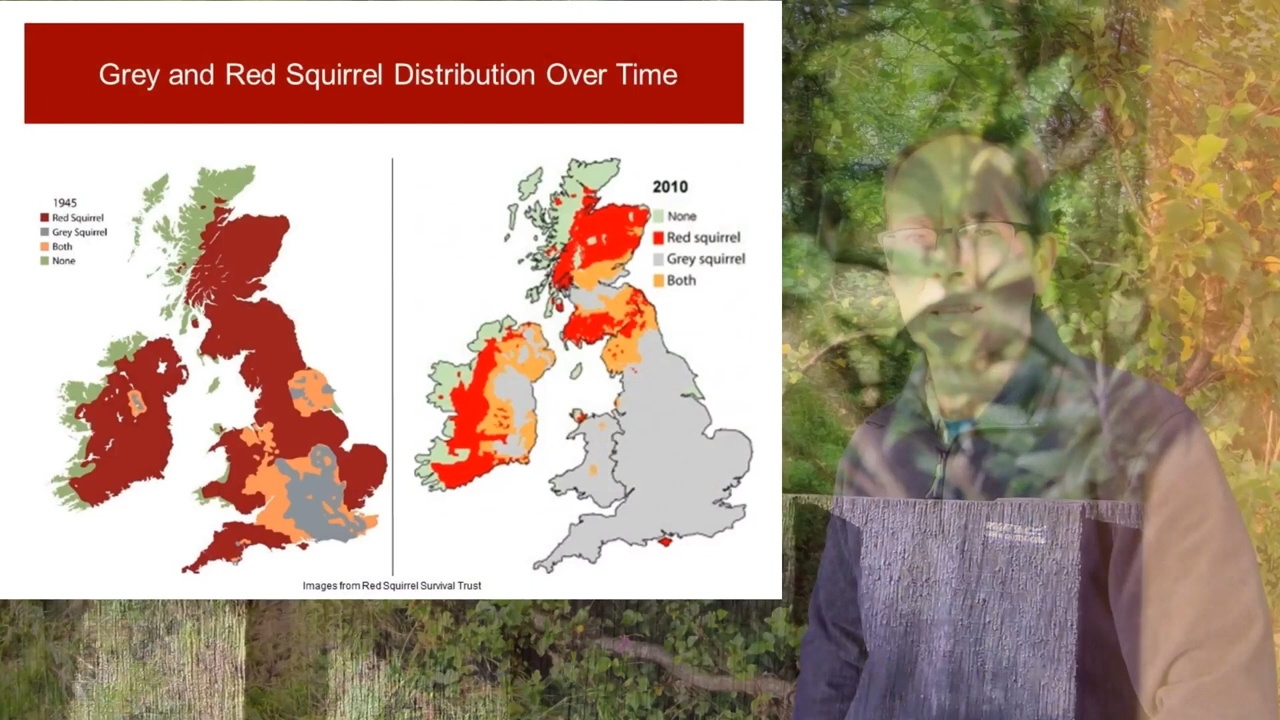 Grey and Red Squirrel Distribution Over Time
1945
Red Squirrel
Grey Squirrel
Both
None
2010
None
Red squirrel
Grey squirrel
Both
Images from Red Squirrel Survival Trust